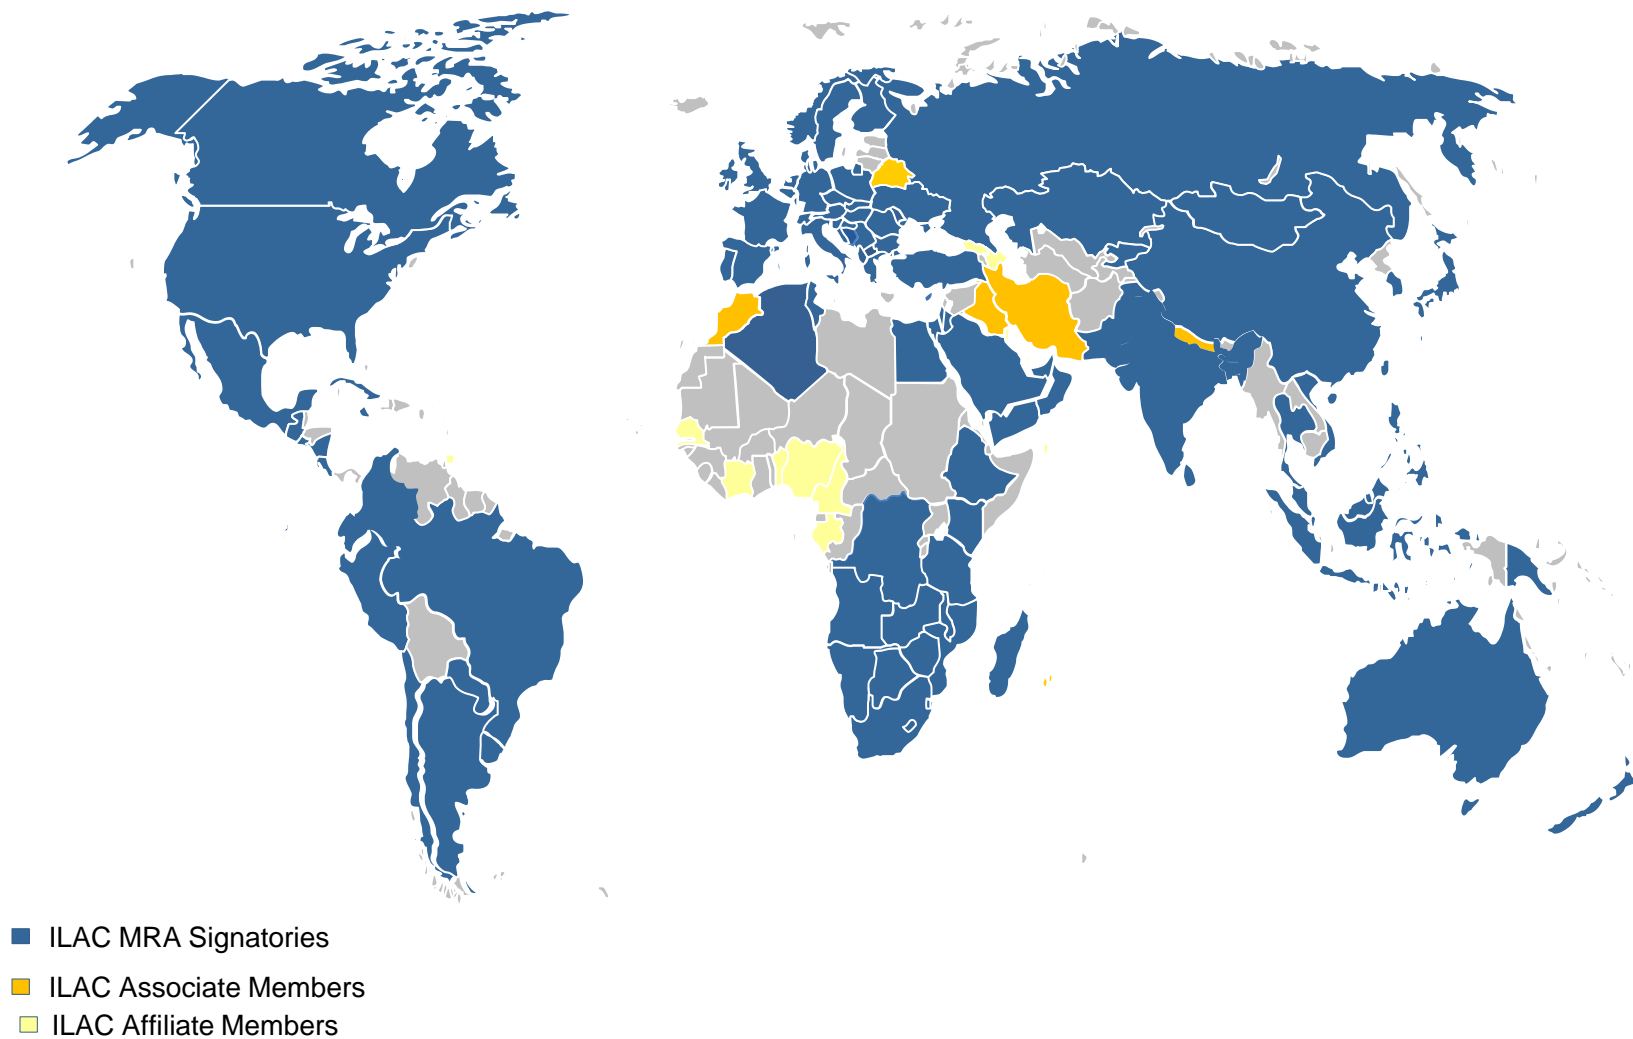 ILAC MRA Signatories
ILAC Associate Members
ILAC Affiliate Members